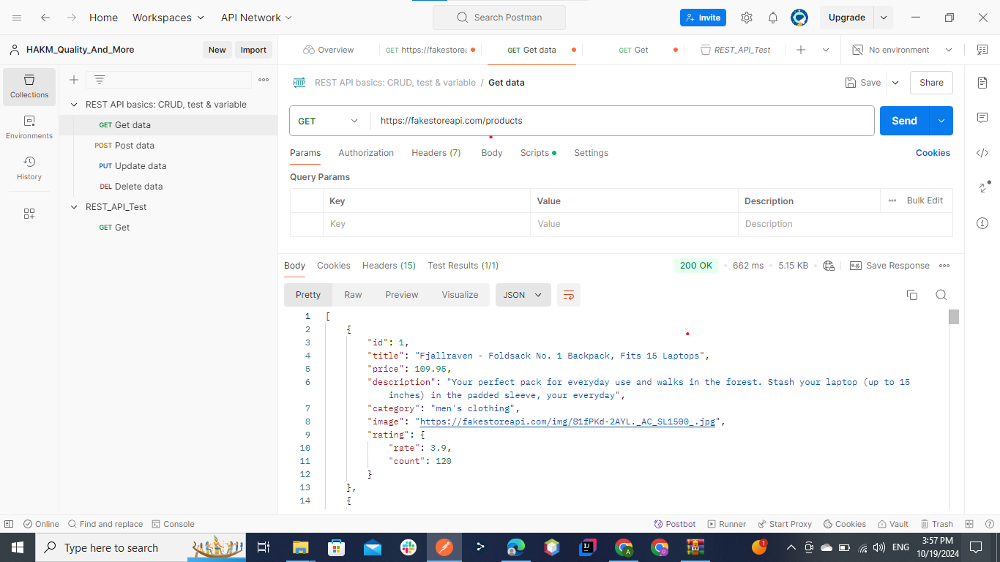 Home
Workspaces
API Network
Search Postman
Invite
Upgrade
HAKM_Quality_And_More
New
Import
Overview
GET https://fakestorea
GET Get data
GET Get
REST_API_Test
No environment
Collections
Environments
History
REST API basics: CRUD, test & variable
GET Get data
POST Post data
PUT Update data
DEL Delete data
REST_API_Test
GET Get
HTTP REST API basics: CRUD, test & variable / Get data
Save
Share
GET
https://fakestoreapi.com/products
Send
Params
Authorization
Headers (7)
Body
Scripts
Settings
Cookies
Query Params
Key
Value
Description
Bulk Edit
Key
Value
Description
Body
Cookies
Headers (15)
Test Results (1/1)
200 OK
662 ms
5.15 KB
e.g.
Save Response
Pretty
Raw
Preview
Visualize
JSON
1 [
2 {
3 "id": 1,
4 "title": "Fjallraven - Foldsack No. 1 Backpack, Fits 15 Laptops",
5 "price": 109.95,
6 "description": "Your perfect pack for everyday use and walks in the forest. Stash your laptop (up to 15
inches) in the padded sleeve, your everyday",
7 "category": "men's clothing",
8 "image": "https://fakestoreapi.com/img/81fPKd-2AYL._AC_SL1500_.jpg",
9 "rating": {
10 "rate": 3.9,
11 "count": 120
12 }
13 },
14 {
Online
Find and replace
Console
Postbot
Runner
Start Proxy
Cookies
Vault
Trash
Type here to search
1
ENG
3:57 PM
10/19/2024